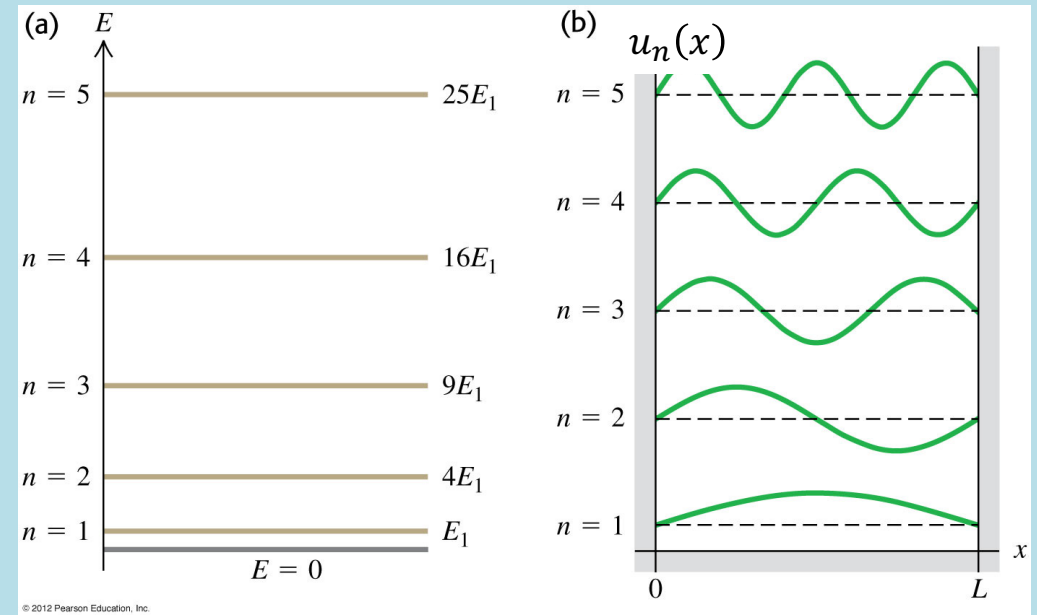 (a) E
n = 5 25E₁
n = 4 16E₁
n = 3 9E₁
n = 2 4E₁
n = 1 E₁
E = 0
© 2012 Pearson Education, Inc.
(b) uₙ(x)
n = 5
n = 4
n = 3
n = 2
n = 1
x
0 L